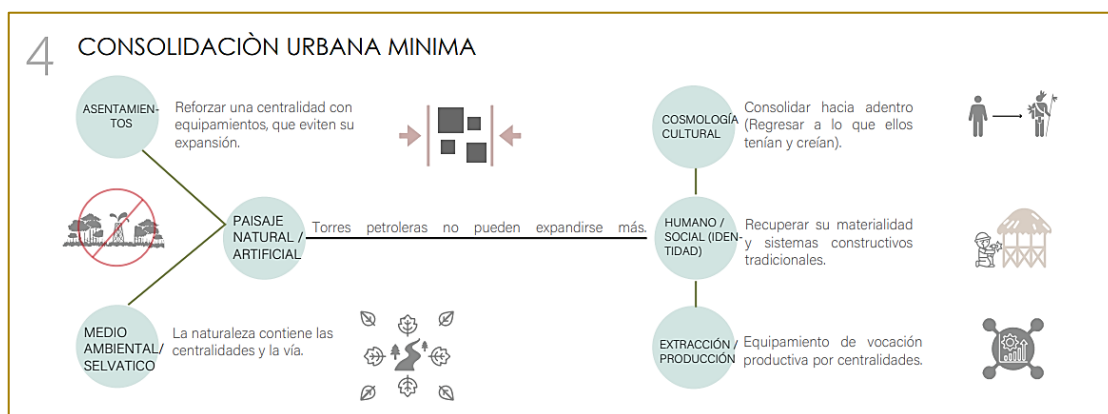 4
CONSOLIDACIÒN URBANA MINIMA
ASENTAMIEN-
TOS
Reforzar una centralidad con
equipamientos, que eviten su
expansión.
COSMOLOGÍA
CULTURAL
Consolidar hacia adentro
(Regresar a lo que ellos
tenían y creían).
PAISAJE
NATURAL /
ARTIFICIAL
Torres petroleras no pueden expandirse más.
HUMANO /
SOCIAL (IDEN-
TIDAD)
Recuperar su materialidad
y sistemas constructivos
tradicionales.
MEDIO
AMBIENTAL/
SELVATICO
La naturaleza contiene las
centralidades y la vía.
EXTRACCIÓN /
PRODUCCIÓN
Equipamiento de vocación
productiva por centralidades.